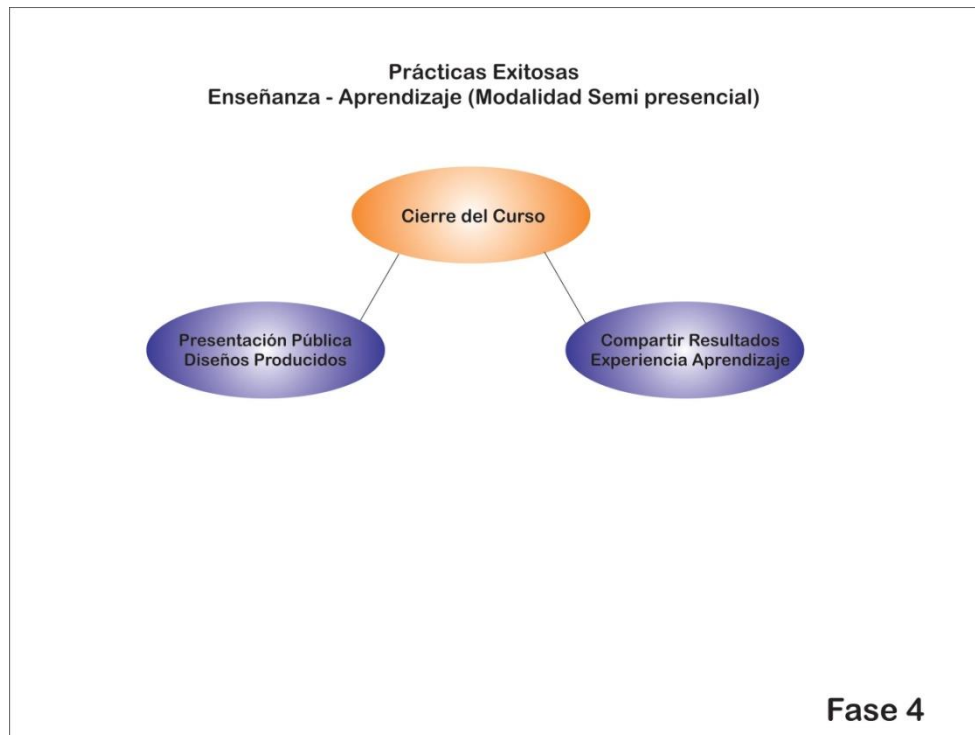 Prácticas Exitosas
Enseñanza - Aprendizaje (Modalidad Semi presencial)
Cierre del Curso
Presentación Pública
Diseños Producidos
Compartir Resultados
Experiencia Aprendizaje
Fase 4